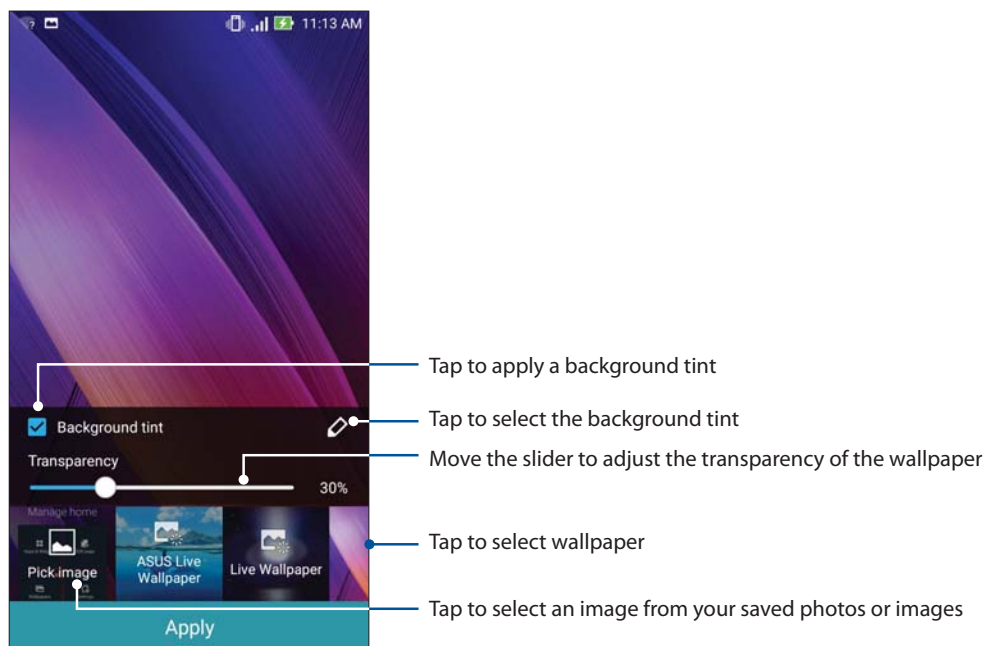 11:13 AM
Tap to apply a background tint
Background tint
Tap to select the background tint
Transparency
Move the slider to adjust the transparency of the wallpaper
30%
Manage home
Pick image
ASUS Live
Wallpaper
Live Wallpaper
Tap to select wallpaper
Tap to select an image from your saved photos or images
Apply